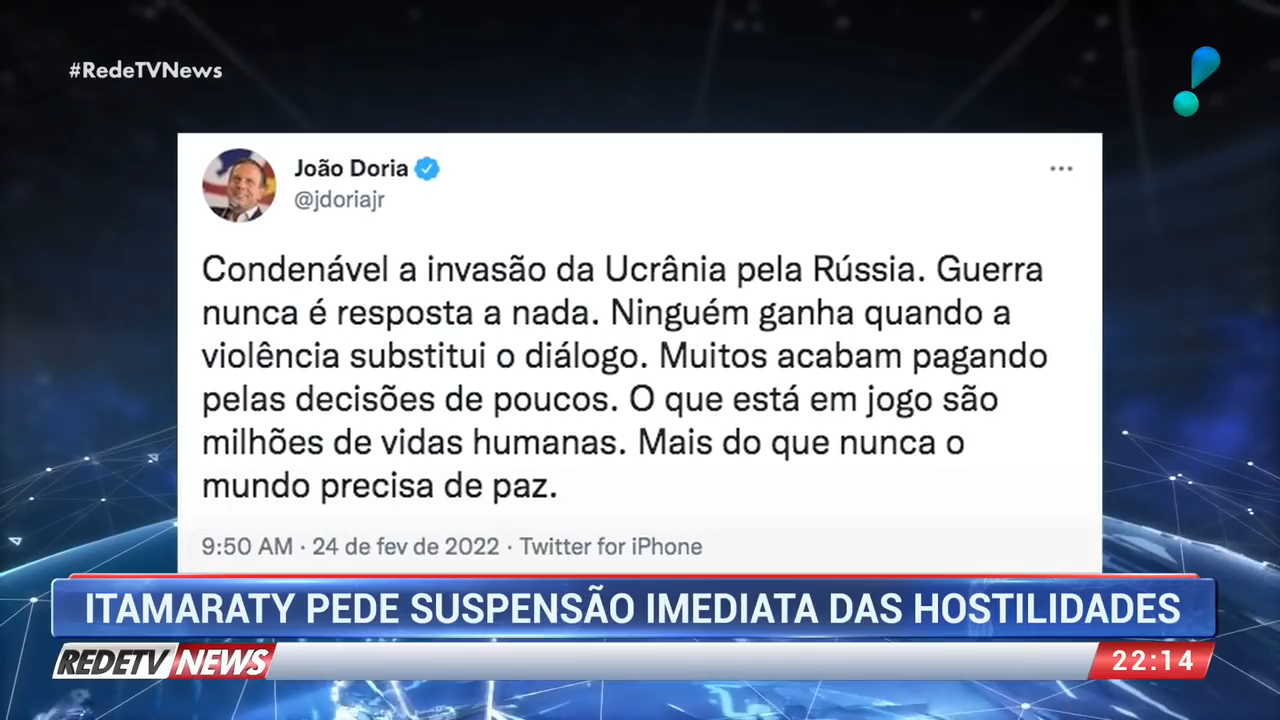 #RedeTVNews
João Doria
@jdoriajr
Condenável a invasão da Ucrânia pela Rússia. Guerra
nunca é resposta a nada. Ninguém ganha quando a
violência substitui o diálogo. Muitos acabam pagando
pelas decisões de poucos. O que está em jogo são
milhões de vidas humanas. Mais do que nunca o
mundo precisa de paz.
9:50 AM · 24 de fev de 2022 · Twitter for iPhone
ITAMARATY PEDE SUSPENSÃO IMEDIATA DAS HOSTILIDADES
REDETV NEWS 22:14